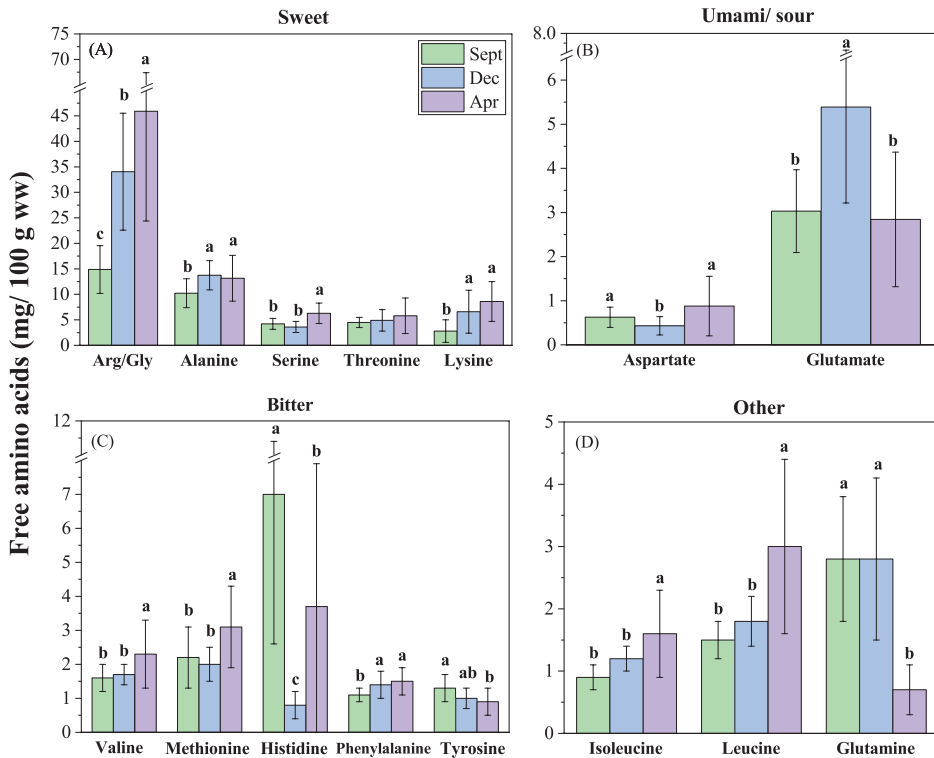 Free amino acids (mg/ 100 g ww)
Sweet
(A)
75
70
45
40
35
30
25
20
15
10
5
0
Sept
Dec
Apr
c b a
b a a
b b a
b a a
Arg/Gly Alanine Serine Threonine Lysine
Umami/ sour
(B)
8.0
6
5
4
3
2
1
0
a b a
b a b
Aspartate Glutamate
Bitter
(C)
12
7
6
5
4
3
2
1
0
b b a
b b a
a c b
b a a
a ab b
Valine Methionine Histidine Phenylalanine Tyrosine
Other
(D)
5
4
3
2
1
0
b b a
b b a
a a b
Isoleucine Leucine Glutamine